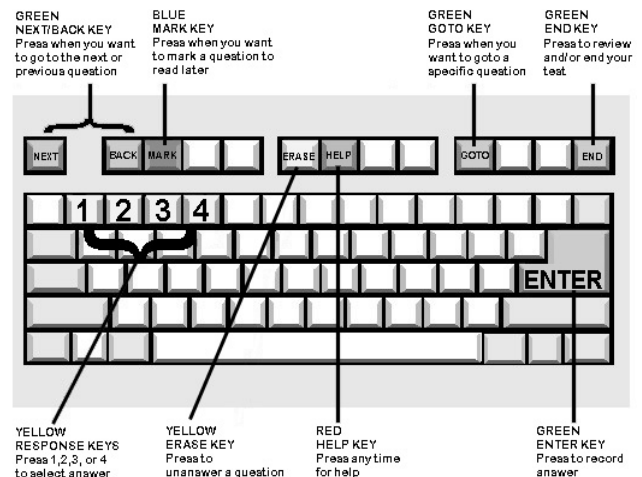 GREEN
NEXT/BACK KEY
Press when you want
to go to the next or
previous question
BLUE
MARK KEY
Press when you want
to mark a question to
read later
GREEN
GOTO KEY
Press when you
want to goto a
specific question
GREEN
END KEY
Press to review
and/or end your
test
NEXT
BACK
MARK
ERASE
HELP
GOTO
END
1 2 3 4
ENTER
YELLOW
RESPONSE KEYS
Press 1,2,3, or 4
to select answer
YELLOW
ERASE KEY
Press to
unanswer a question
RED
HELP KEY
Press anytime
for help
GREEN
ENTER KEY
Press to record
answer